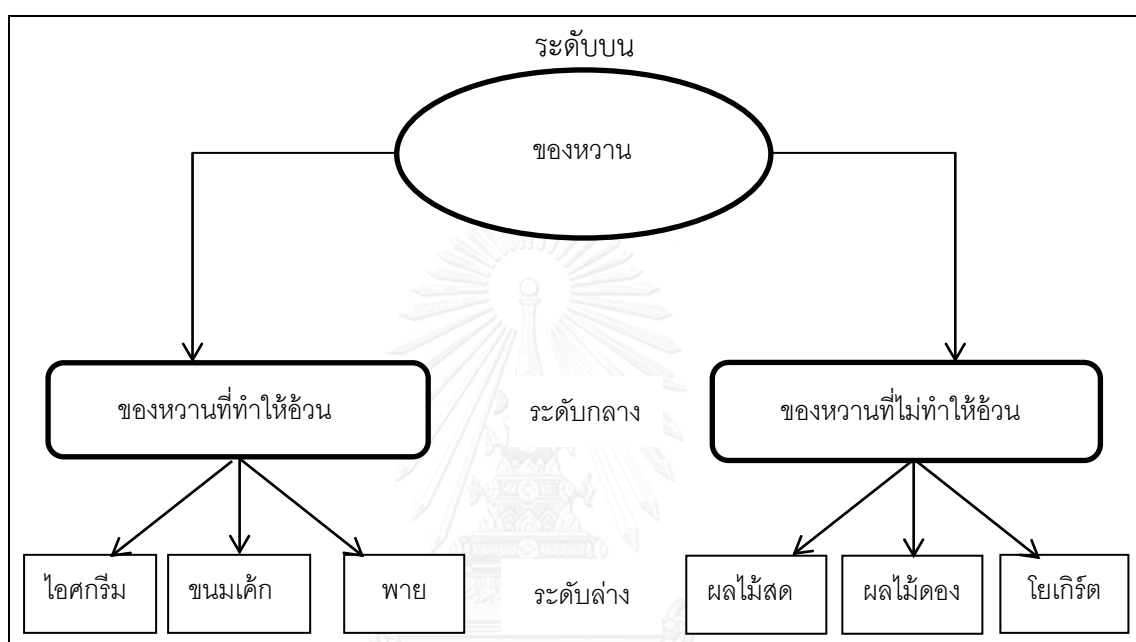 ระดับบน
ของหวาน
ของหวานที่ทำให้อ้วน
ระดับกลาง
ของหวานที่ไม่ทำให้อ้วน
ไอศกรีม
ขนมเค้ก
พาย
ระดับล่าง
ผลไม้สด
ผลไม้ดอง
โยเกิร์ต